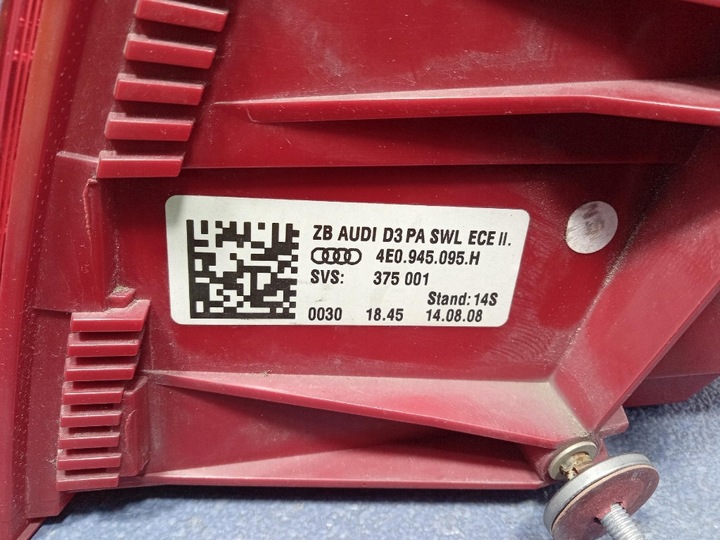 ZB AUDI D3 PA SWL ECE II.
4E0.945.095.H
SVS: 375 001
Stand: 14S
0030 18.45 14.08.08